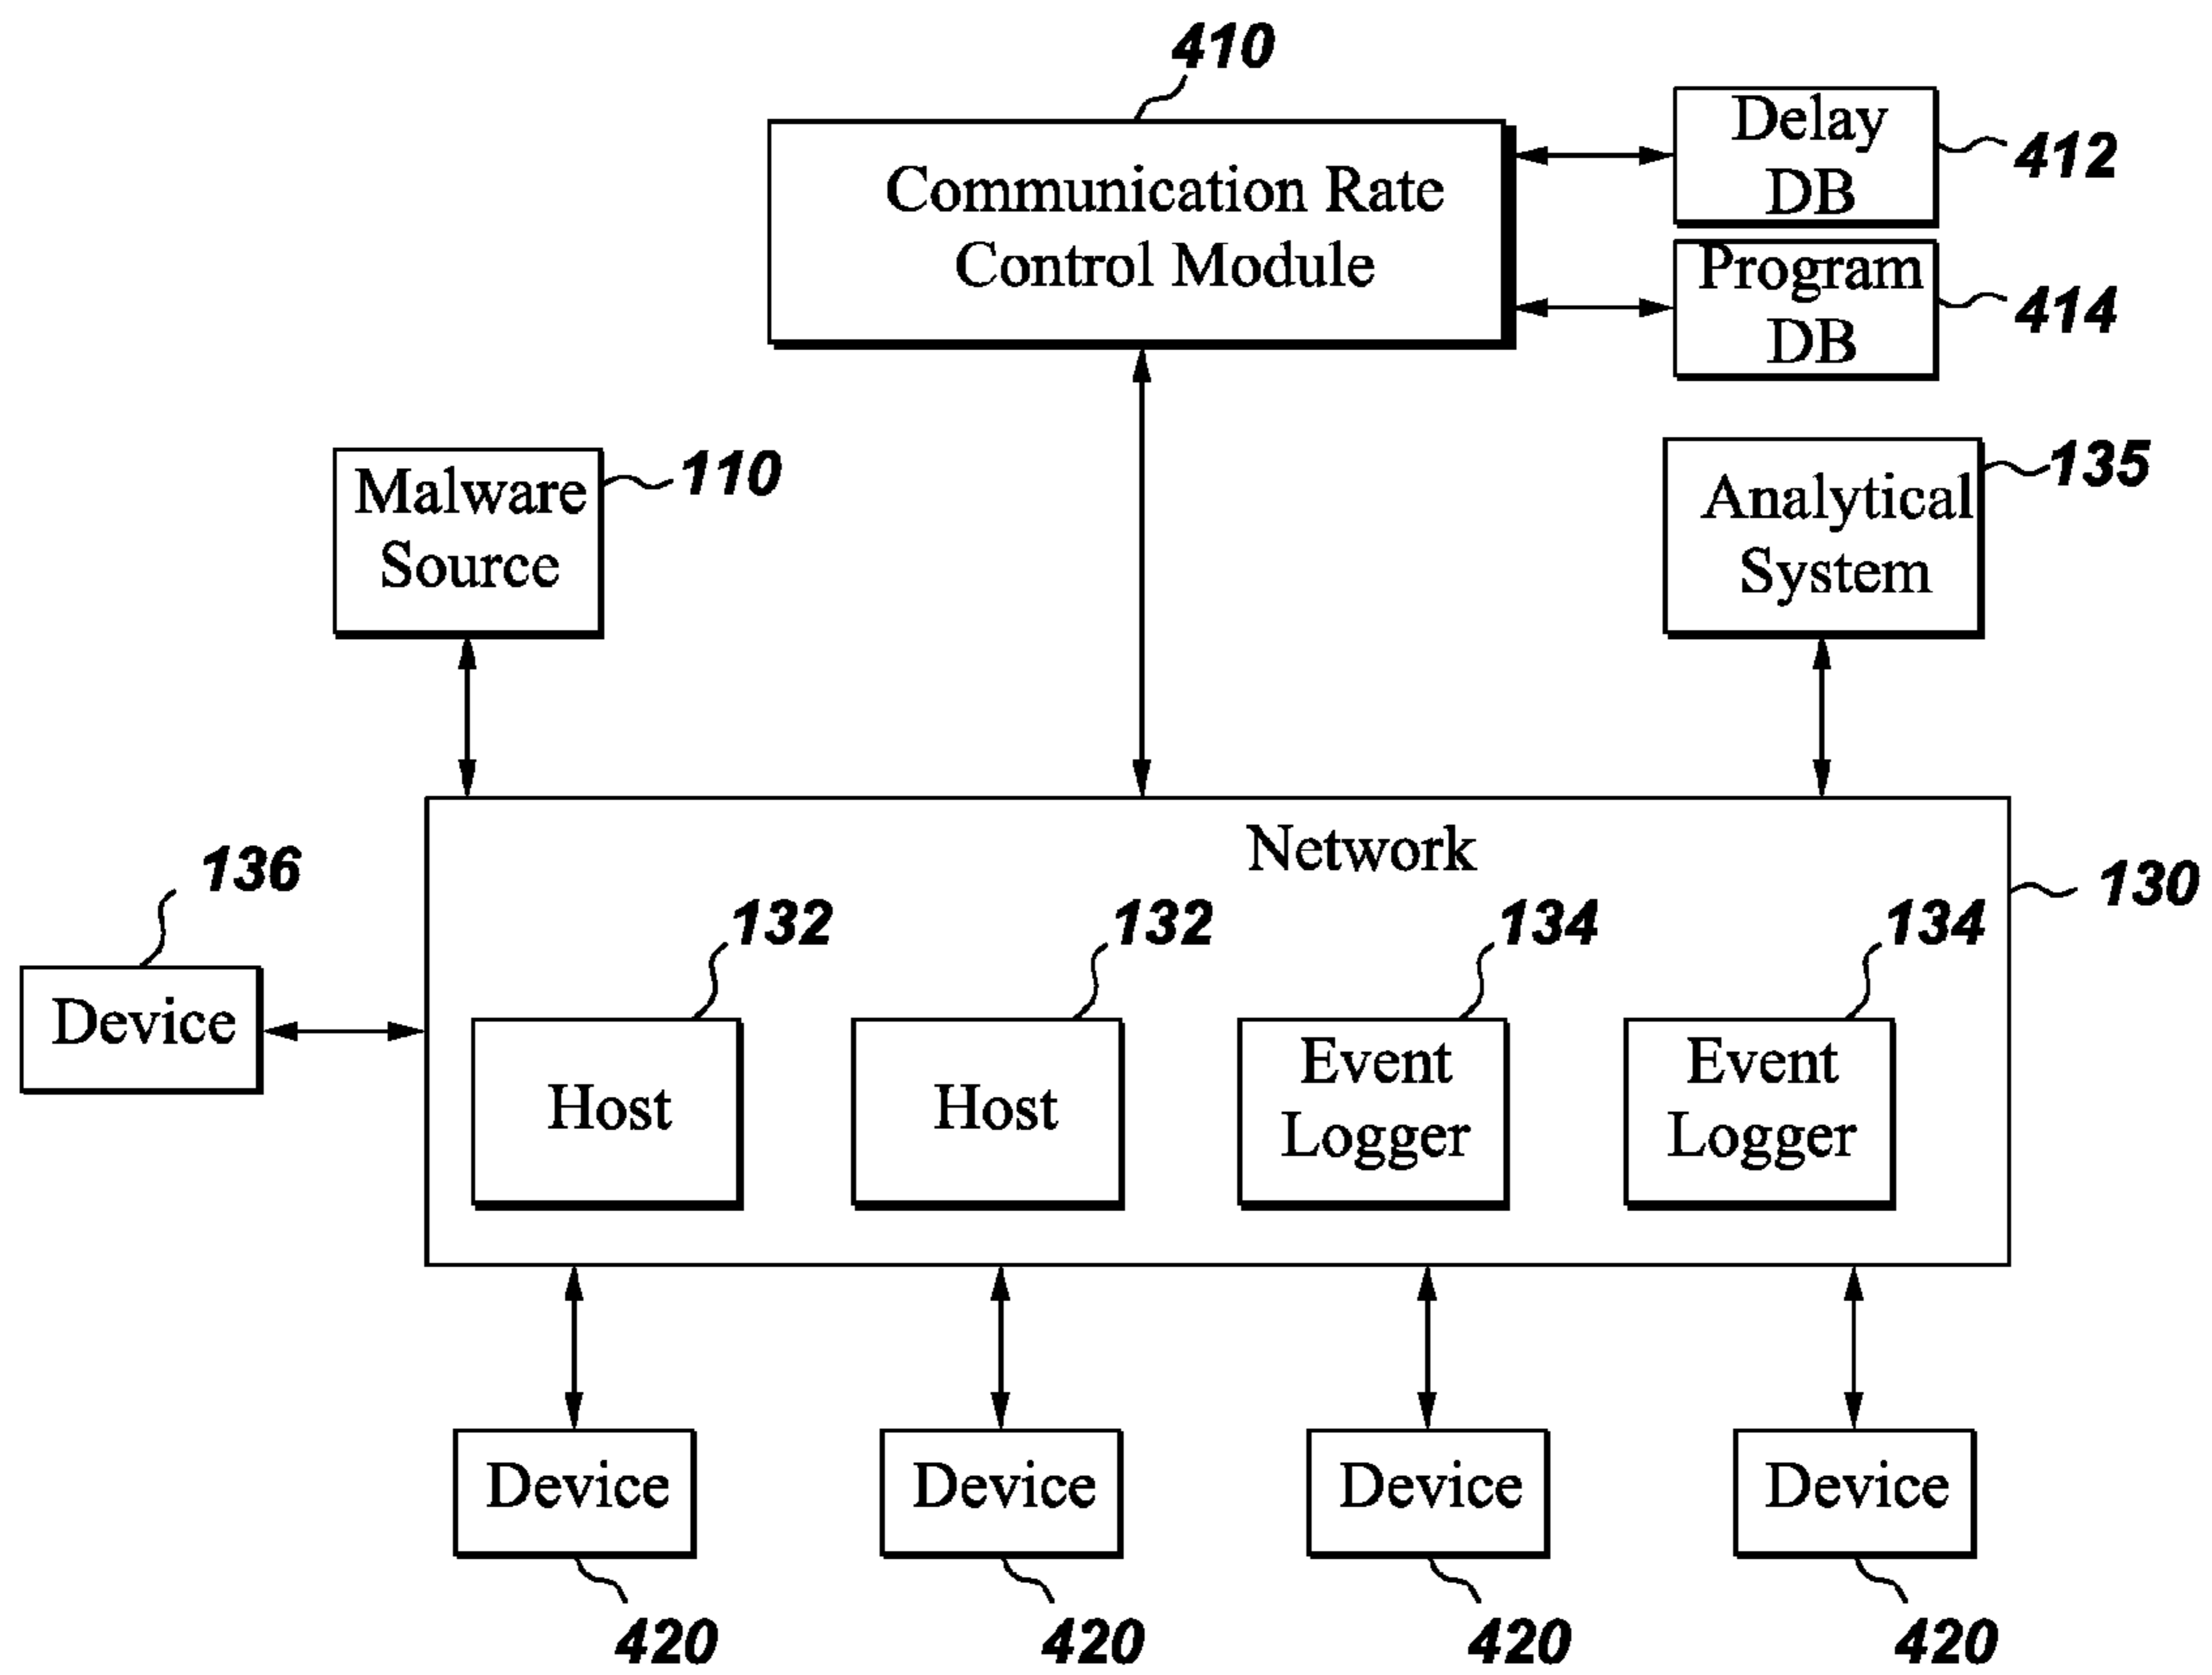 410
Communication Rate
Control Module
Delay
DB
412
Program
DB
414
Malware
Source
110
Analytical
System
135
Network
130
136
Device
132
Host
132
Host
134
Event
Logger
134
Event
Logger
Device
Device
Device
Device
420
420
420
420